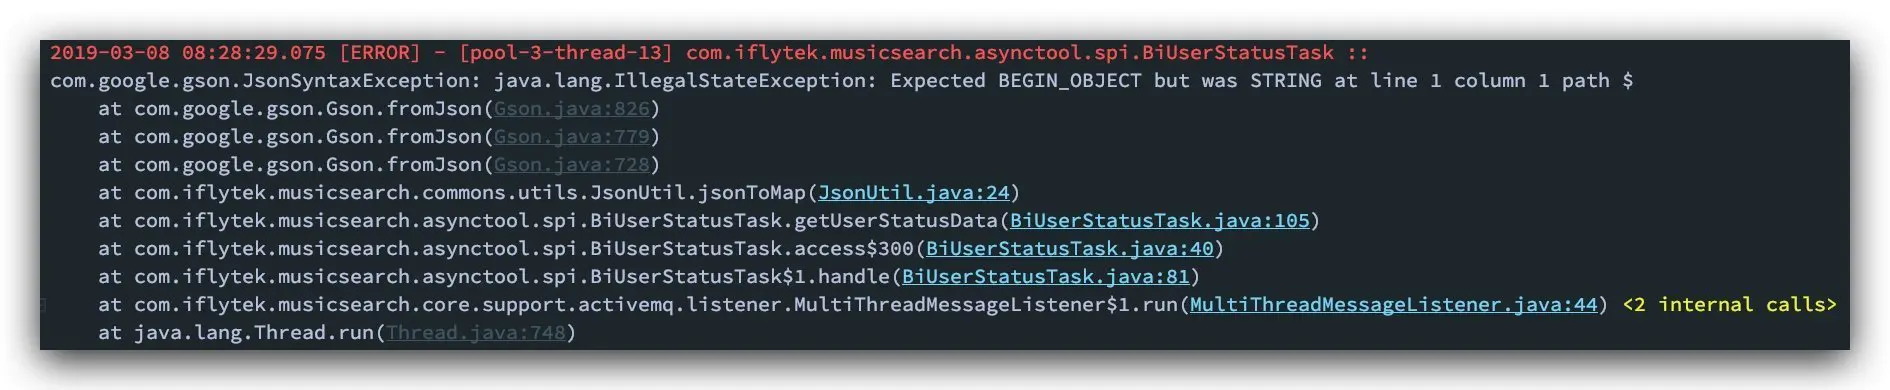 2019-03-08 08:28:29.075 [ERROR] - [pool-3-thread-13] com.iflytek.musicsearch.asynctool.spi.BiUserStatusTask ::
com.google.gson.JsonSyntaxException: java.lang.IllegalStateException: Expected BEGIN_OBJECT but was STRING at line 1 column 1 path $
at com.google.gson.Gson.fromJson(Gson.java:826)
at com.google.gson.Gson.fromJson(Gson.java:779)
at com.google.gson.Gson.fromJson(Gson.java:728)
at com.iflytek.musicsearch.commons.utils.JsonUtil.jsonToMap(JsonUtil.java:24)
at com.iflytek.musicsearch.asynctool.spi.BiUserStatusTask.getUserStatusData(BiUserStatusTask.java:105)
at com.iflytek.musicsearch.asynctool.spi.BiUserStatusTask.access$300(BiUserStatusTask.java:40)
at com.iflytek.musicsearch.asynctool.spi.BiUserStatusTask$1.handle(BiUserStatusTask.java:81)
at com.iflytek.musicsearch.core.support.activemq.listener.MultiThreadMessageListener$1.run(MultiThreadMessageListener.java:44) <2 internal calls>
at java.lang.Thread.run(Thread.java:748)